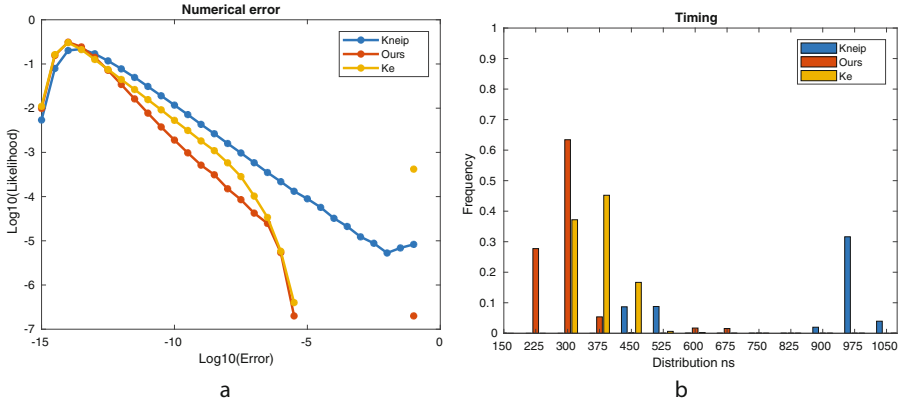 Numerical error
Log10(Likelihood)
0
-1
-2
-3
-4
-5
-6
-7
-15
-10
-5
0
Log10(Error)
Kneip
Ours
Ke
a
Timing
Frequency
1
0.9
0.8
0.7
0.6
0.5
0.4
0.3
0.2
0.1
0
150 225 300 375 450 525 600 675 750 825 900 975 1050
Distribution ns
Kneip
Ours
Ke
b